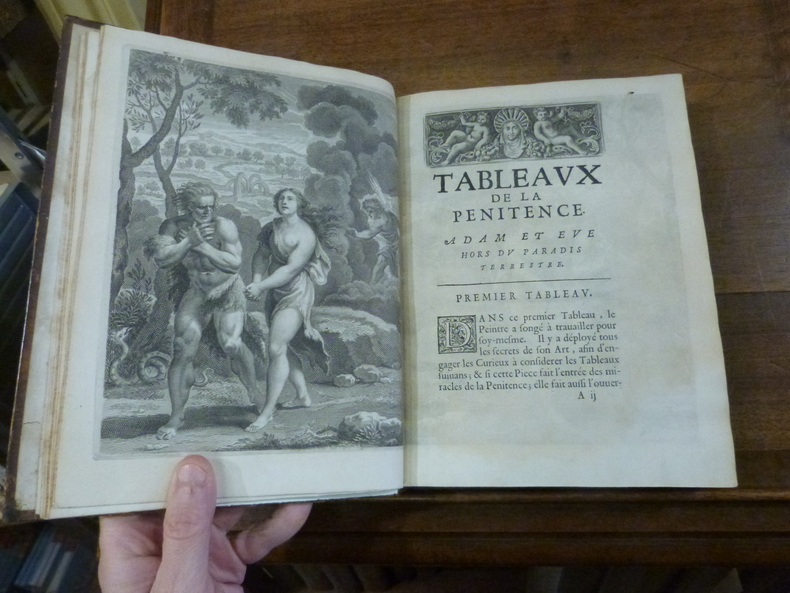 TABLEAVX
DE LA
PENITENCE.
ADAM ET EVE
HORS DV PARADIS
TERRESTRE.
PREMIER TABLEAV.
DANS ce premier Tableau, le
Peintre a songé à trauailler pour
soy-mesme. Il y a déployé tous
les secrets de son Art, afin d'en-
gager les Curieux à considerer les Tableaux
suiuans; & si cette Piece fait l'entrée des mi-
racles de la Penitence; elle fait aussi l'ouuer-
A ij